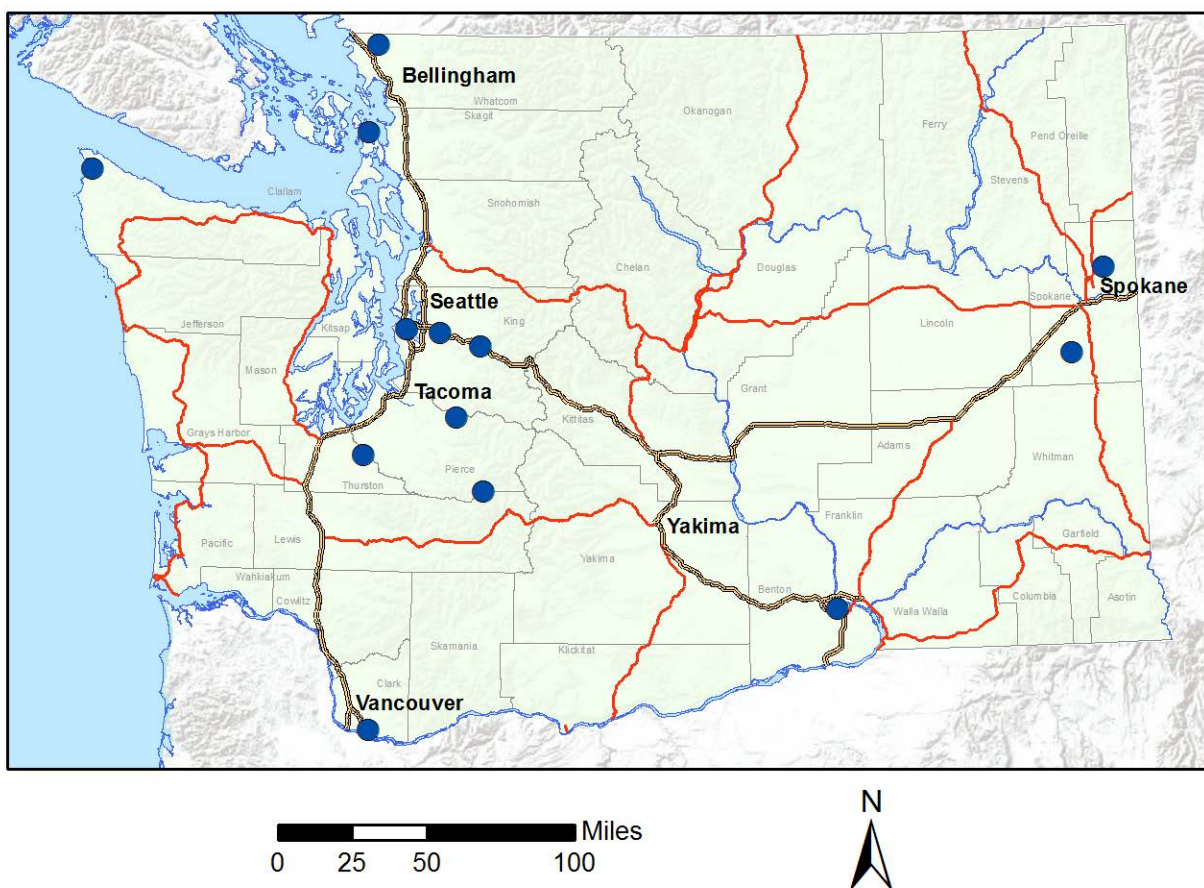 Bellingham
Whatcom
Skagit
Okanogan
Ferry
Pend Oreille
Stevens
Clallam
Snohomish
Chelan
Douglas
Spokane
Spokane
Seattle
King
Jefferson
Kitsap
Lincoln
Mason
Tacoma
Grant
Kittitas
Grays Harbor
Adams
Whitman
Pierce
Thurston
Franklin
Yakima
Garfield
Pacific
Lewis
Yakima
Wahkiakum
Benton
Columbia
Asotin
Cowlitz
Walla Walla
Skamania
Klickitat
Clark
Vancouver
N
Miles
0 25 50 100